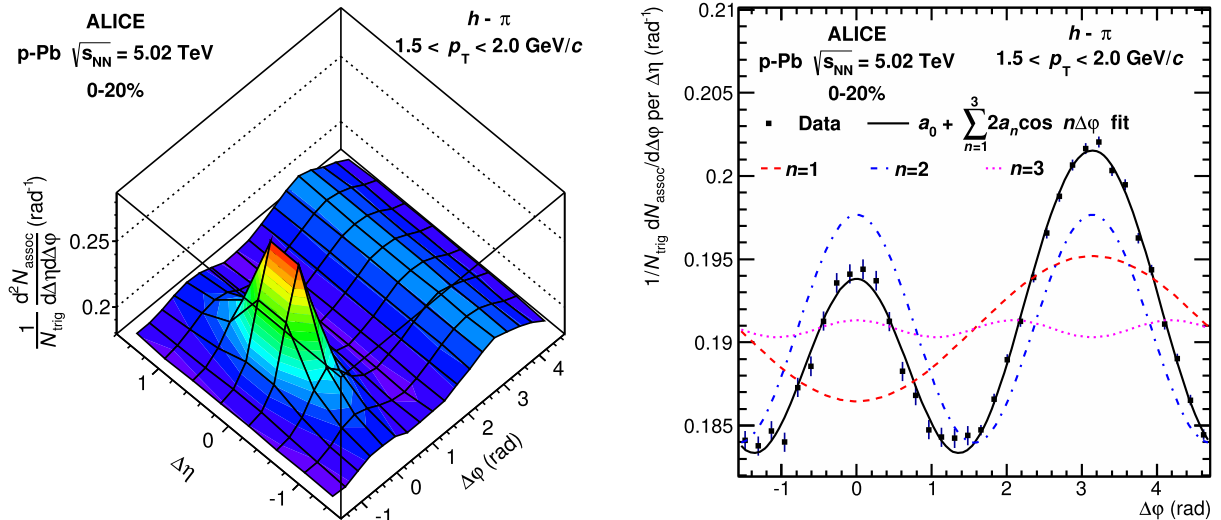 ALICE
p-Pb √sNN = 5.02 TeV
0-20%
h - π
1.5 < pT < 2.0 GeV/c
1/Ntrig d²Nassoc/dΔηdΔφ (rad⁻¹)
0.25
0.2
1
0
-1
Δη
-1
0
1
2
3
4
Δφ (rad)
ALICE
p-Pb √sNN = 5.02 TeV
0-20%
h - π
1.5 < pT < 2.0 GeV/c
Data
a0 + ∑³n=1 2an cos nΔφ fit
n=1
n=2
n=3
1/Ntrig dNassoc/dΔφ per Δη (rad⁻¹)
0.21
0.205
0.2
0.195
0.19
0.185
-1
0
1
2
3
4
Δφ (rad)